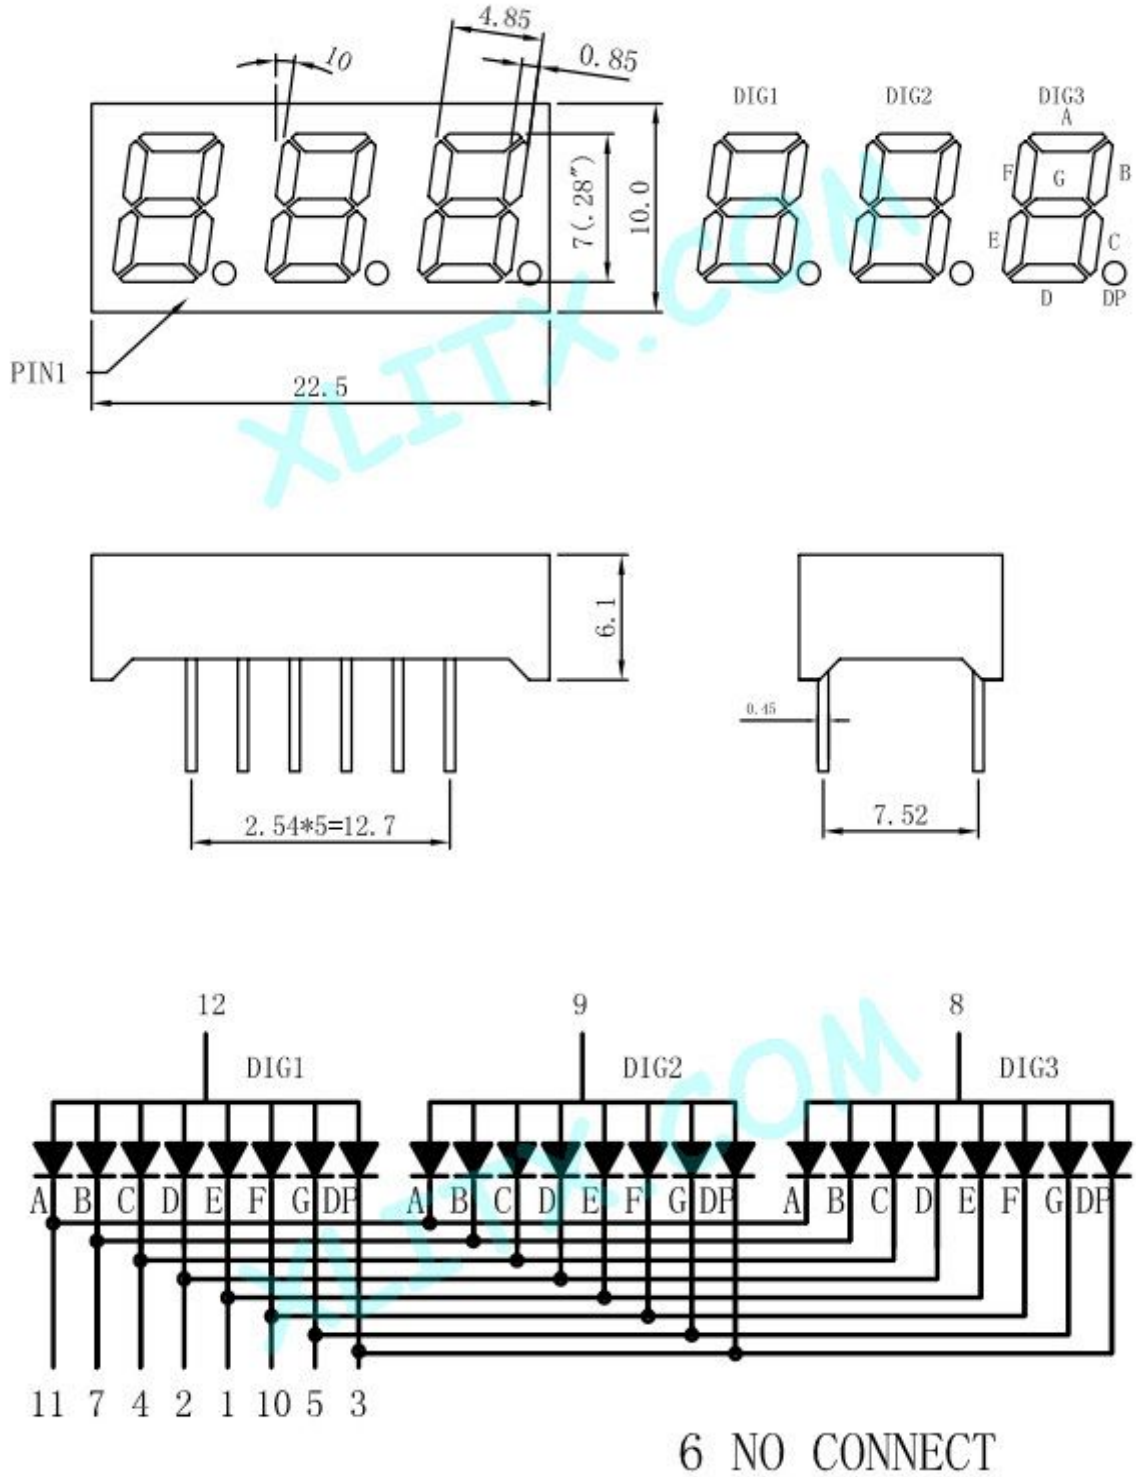 4.85
10
0.85
DIG1 DIG2 DIG3
A
F B
G
7(.28")
10.0
E C
D DP
PIN1
22.5
XLITX.COM
6.1
0.45
2.54*5=12.7
7.52
12 9 8
DIG1 DIG2 DIG3
A B C D E F G DP A B C D E F G DP A B C D E F G DP
XLITX.COM
11 7 4 2 1 10 5 3
6 NO CONNECT